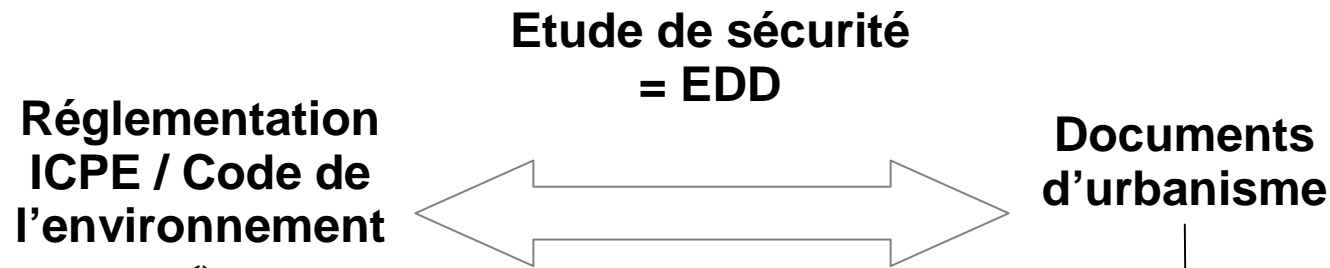 Etude de sécurité
= EDD
Réglementation
ICPE / Code de
l’environnement
Documents
d’urbanisme